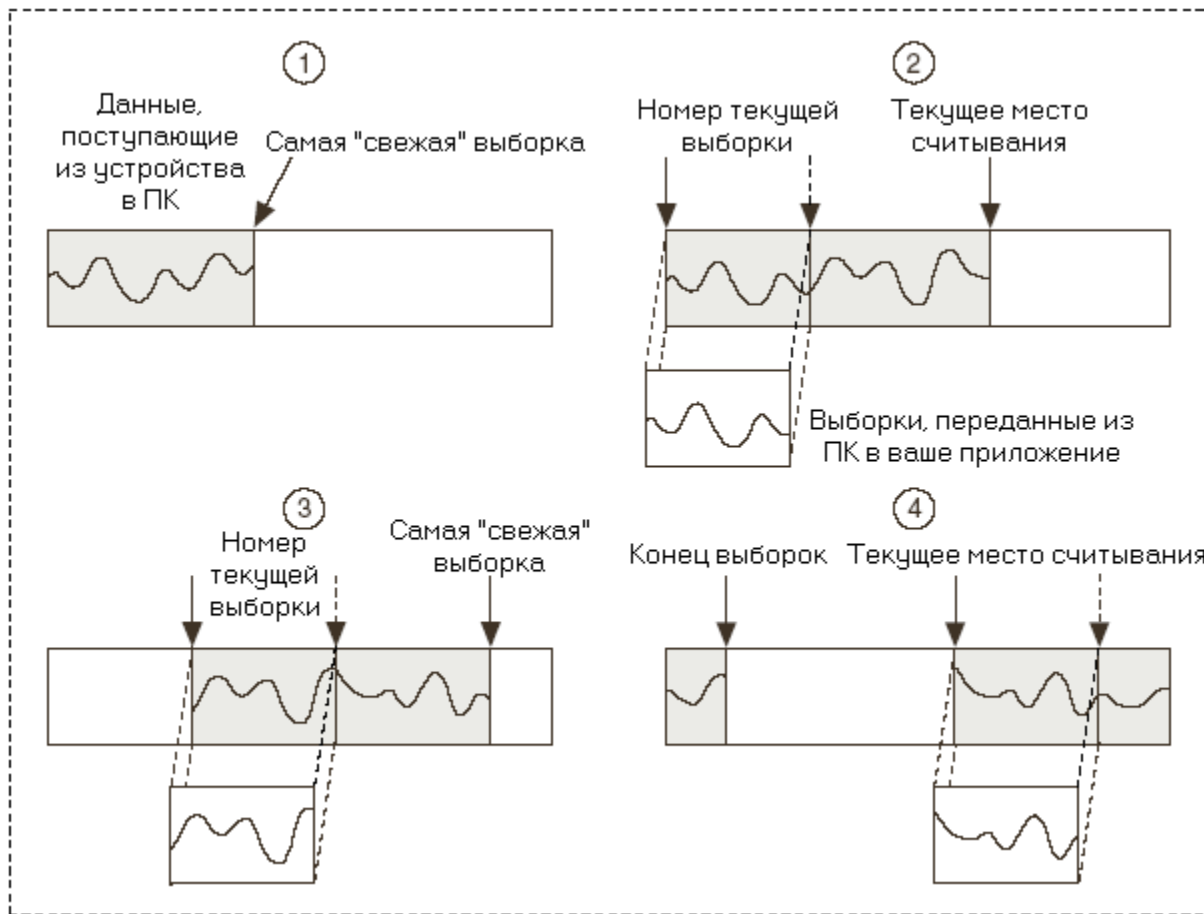 1
Данные,
поступающие
из устройства
в ПК
Самая "свежая" выборка
2
Номер текущей
выборки
Текущее место
считывания
Выборки, переданные из
ПК в ваше приложение
3
Номер
текущей
выборки
Самая "свежая"
выборка
4
Конец выборок
Текущее место считывания